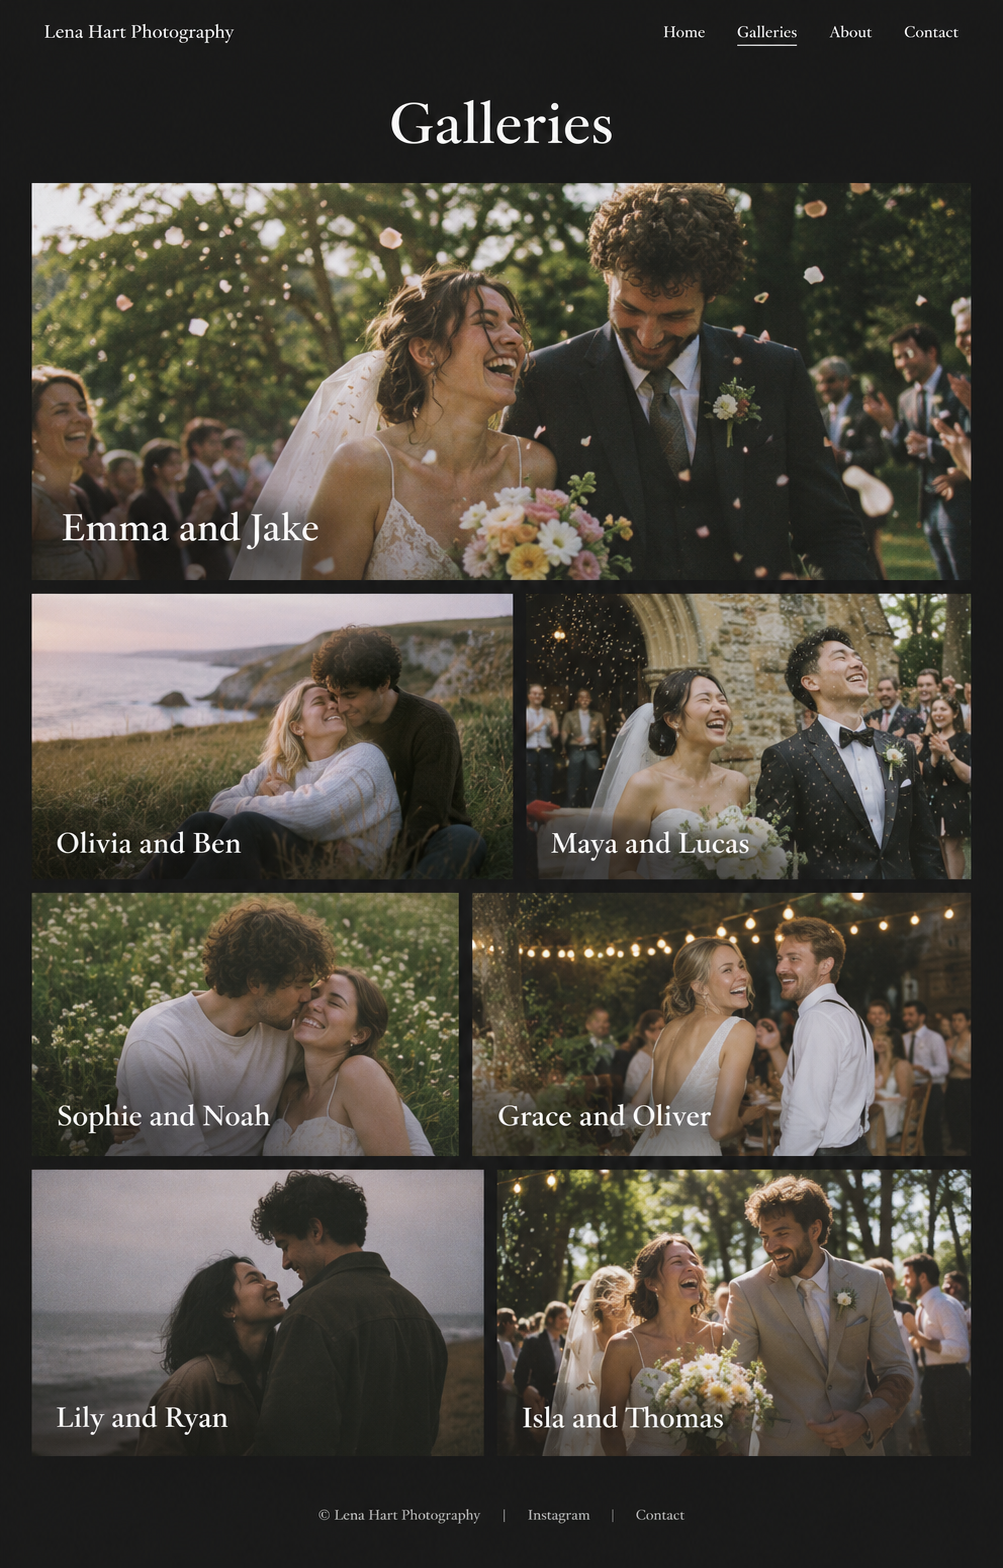 Lena Hart Photography
Home Galleries About Contact
Galleries
Emma and Jake
Olivia and Ben
Maya and Lucas
Sophie and Noah
Grace and Oliver
Lily and Ryan
Isla and Thomas
© Lena Hart Photography | Instagram | Contact